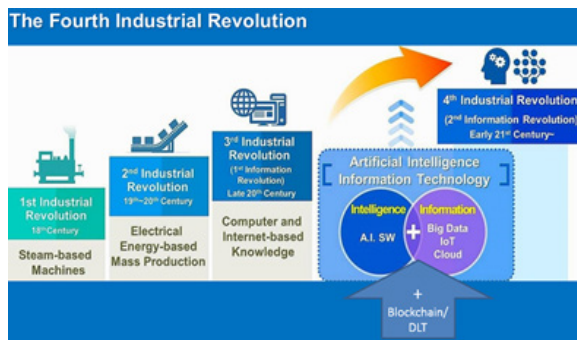 The Fourth Industrial Revolution
1st Industrial
Revolution
18th Century
Steam-based
Machines
2nd Industrial
Revolution
19th~20th Century
Electrical
Energy-based
Mass Production
3rd Industrial
Revolution
(1st Information
Revolution)
Late 20th Century
Computer and
Internet-based
Knowledge
4th Industrial Revolution
(2nd Information Revolution)
Early 21st Century~
Artificial Intelligence
Information Technology
Intelligence
A.I. SW
+
Information
Big Data
IoT
Cloud
+
Blockchain/
DLT